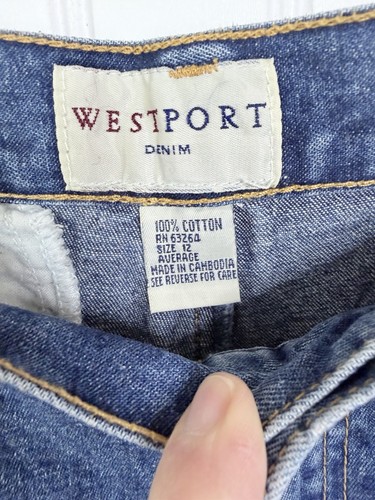 WESTPORT
DENIM
100% COTTON
RN 63264
SIZE 12
AVERAGE
MADE IN CAMBODIA
SEE REVERSE FOR CARE